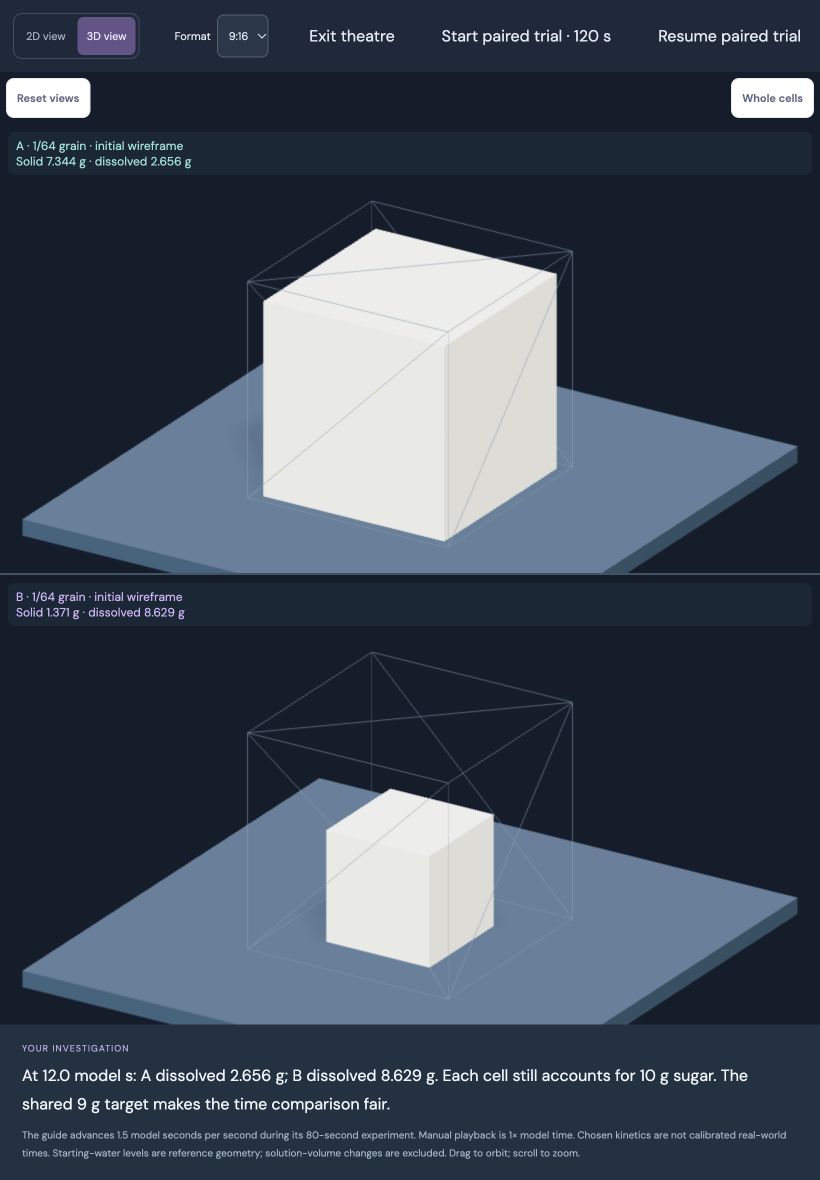 2D view
3D view
Format
9:16
Exit theatre
Start paired trial · 120 s
Resume paired trial
Reset views
Whole cells
A · 1/64 grain · initial wireframe
Solid 7.344 g · dissolved 2.656 g
B · 1/64 grain · initial wireframe
Solid 1.371 g · dissolved 8.629 g
YOUR INVESTIGATION
At 12.0 model s: A dissolved 2.656 g; B dissolved 8.629 g. Each cell still accounts for 10 g sugar. The
shared 9 g target makes the time comparison fair.
The guide advances 1.5 model seconds per second during its 80-second experiment. Manual playback is 1× model time. Chosen kinetics are not calibrated real-world
times. Starting-water levels are reference geometry; solution-volume changes are excluded. Drag to orbit; scroll to zoom.